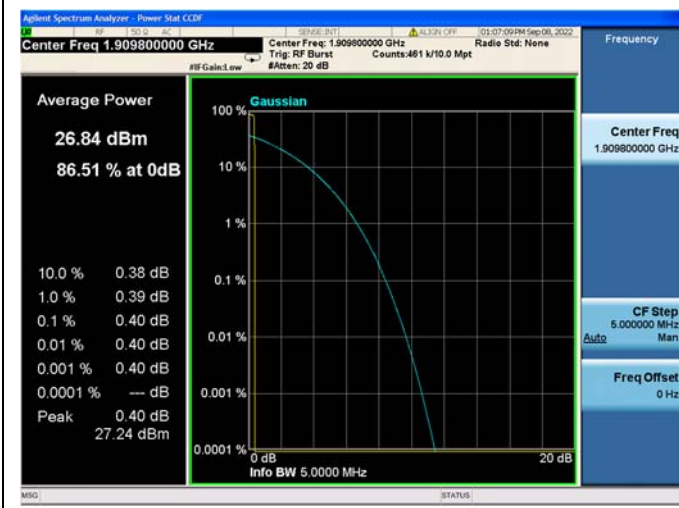 Agilent Spectrum Analyzer - Power Stat CCDF
RF 50 Ω AC SENSE:INT ALIGN OFF 01:07:09 PM Sep 08, 2022
Center Freq 1.909800000 GHz
Center Freq: 1.909800000 GHz Radio Std: None
Trig: RF Burst Counts:461 k/10.0 Mpt
#IFGain:Low #Atten: 20 dB
Frequency
Average Power
26.84 dBm
86.51 % at 0dB
10.0 % 0.38 dB
1.0 % 0.39 dB
0.1 % 0.40 dB
0.01 % 0.40 dB
0.001 % 0.40 dB
0.0001 % --- dB
Peak 0.40 dB
27.24 dBm
Gaussian
100 %
10 %
1 %
0.1 %
0.01 %
0.001 %
0.0001 %
0 dB 20 dB
Info BW 5.0000 MHz
Center Freq
1.909800000 GHz
CF Step
5.000000 MHz
Auto Man
Freq Offset
0 Hz
MSG STATUS